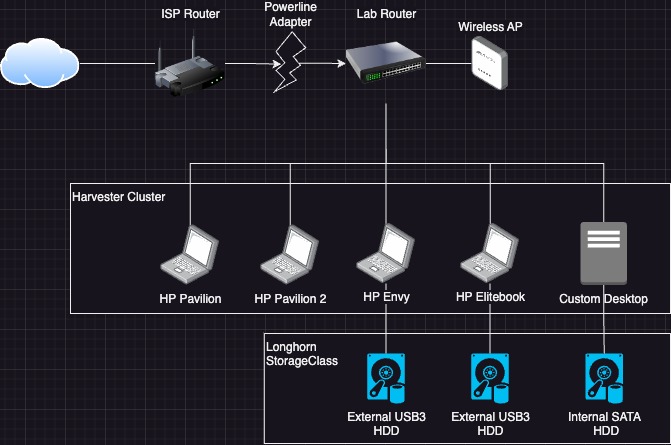 ISP Router
Powerline
Adapter
Lab Router
Wireless AP
Harvester Cluster
HP Pavilion
HP Pavilion 2
HP Envy
HP Elitebook
Custom Desktop
Longhorn
StorageClass
External USB3
HDD
External USB3
HDD
Internal SATA
HDD